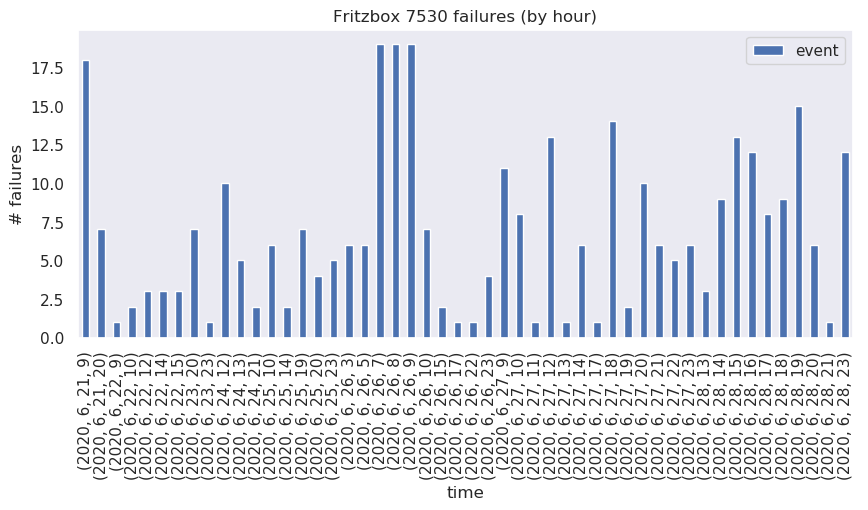 Fritzbox 7530 failures (by hour)
event
# failures
17.5
15.0
12.5
10.0
7.5
5.0
2.5
0.0
(2020, 6, 21, 9)
(2020, 6, 21, 20)
(2020, 6, 22, 9)
(2020, 6, 22, 10)
(2020, 6, 22, 12)
(2020, 6, 22, 14)
(2020, 6, 22, 15)
(2020, 6, 23, 20)
(2020, 6, 23, 23)
(2020, 6, 24, 12)
(2020, 6, 24, 13)
(2020, 6, 24, 21)
(2020, 6, 25, 10)
(2020, 6, 25, 14)
(2020, 6, 25, 19)
(2020, 6, 25, 20)
(2020, 6, 25, 23)
(2020, 6, 26, 3)
(2020, 6, 26, 5)
(2020, 6, 26, 7)
(2020, 6, 26, 8)
(2020, 6, 26, 9)
(2020, 6, 26, 10)
(2020, 6, 26, 15)
(2020, 6, 26, 17)
(2020, 6, 26, 22)
(2020, 6, 26, 23)
(2020, 6, 27, 9)
(2020, 6, 27, 10)
(2020, 6, 27, 11)
(2020, 6, 27, 12)
(2020, 6, 27, 13)
(2020, 6, 27, 14)
(2020, 6, 27, 17)
(2020, 6, 27, 18)
(2020, 6, 27, 19)
(2020, 6, 27, 20)
(2020, 6, 27, 21)
(2020, 6, 27, 22)
(2020, 6, 27, 23)
(2020, 6, 28, 13)
(2020, 6, 28, 14)
(2020, 6, 28, 15)
(2020, 6, 28, 16)
(2020, 6, 28, 17)
(2020, 6, 28, 18)
(2020, 6, 28, 19)
(2020, 6, 28, 20)
(2020, 6, 28, 21)
(2020, 6, 28, 23)
time